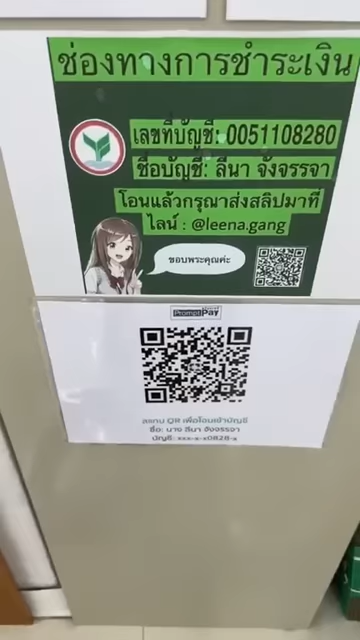 ช่องทางการชำระเงิน
เลขที่บัญชี: 0051108280
ชื่อบัญชี: ลีนา จังจรรจา
โอนแล้วกรุณาส่งสลิปมาที่
ไลน์ : @leena.gang
ขอบพระคุณค่ะ
PromptPay
สแกน QR เพื่อโอนเข้าบัญชี
ชื่อ: นาง ลีนา จังจรรจา
บัญชี: xxx-x-x0828-x